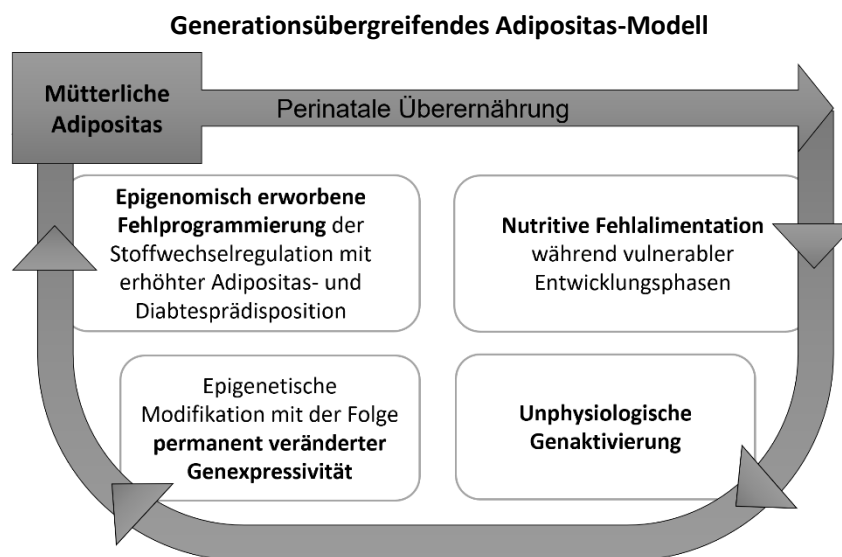 Generationsübergreifendes Adipositas-Modell
Mütterliche
Adipositas
Perinatale Überernährung
Epigenomisch erworbene
Fehlprogrammierung der
Stoffwechselregulation mit
erhöhter Adipositas- und
Diabtesprädisposition
Nutritive Fehlalimentation
während vulnerabler
Entwicklungsphasen
Epigenetische
Modifikation mit der Folge
permanent veränderter
Genexpressivität
Unphysiologische
Genaktivierung